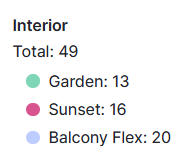 Interior
Total: 49
Garden: 13
Sunset: 16
Balcony Flex: 20